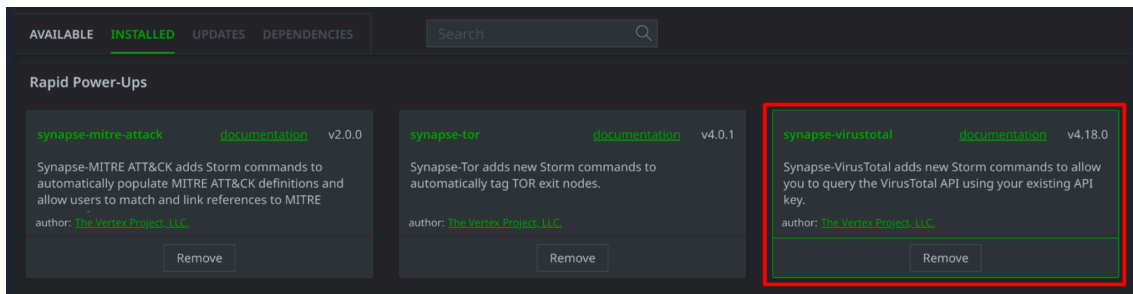 AVAILABLE INSTALLED UPDATES DEPENDENCIES Search
Rapid Power-Ups
synapse-mitre-attack documentation v2.0.0
Synapse-MITRE ATT&CK adds Storm commands to
automatically populate MITRE ATT&CK definitions and
allow users to match and link references to MITRE
author: The Vertex Project, LLC.
Remove
synapse-tor documentation v4.0.1
Synapse-Tor adds new Storm commands to
automatically tag TOR exit nodes.
author: The Vertex Project, LLC.
Remove
synapse-virustotal documentation v4.18.0
Synapse-VirusTotal adds new Storm commands to allow
you to query the VirusTotal API using your existing API
key.
author: The Vertex Project, LLC.
Remove